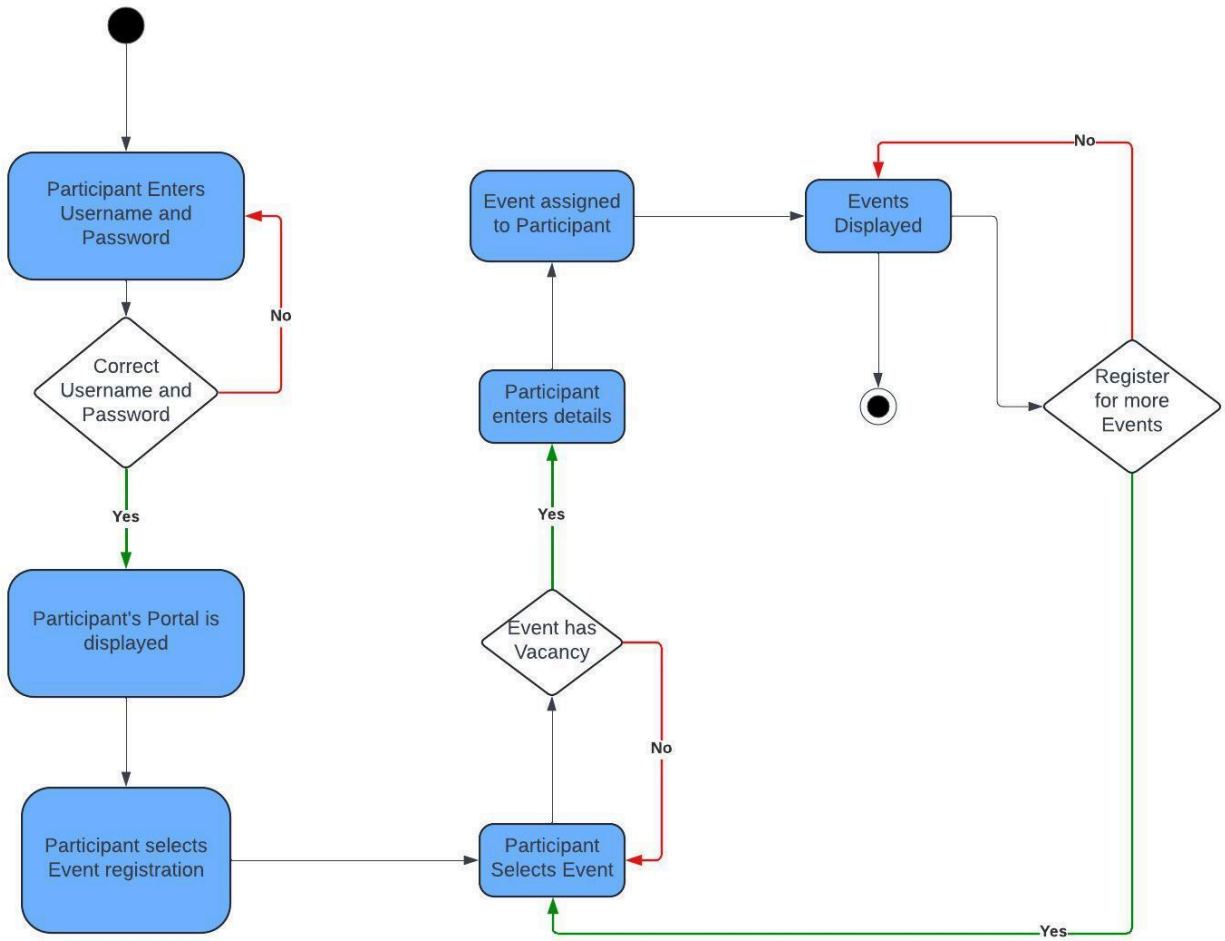 Participant Enters
Username and
Password
No
Correct
Username and
Password
Yes
Participant's Portal is
displayed
Participant selects
Event registration
Participant
Selects Event
No
Event has
Vacancy
Yes
Participant
enters details
Event assigned
to Participant
Events
Displayed
No
Register
for more
Events
Yes